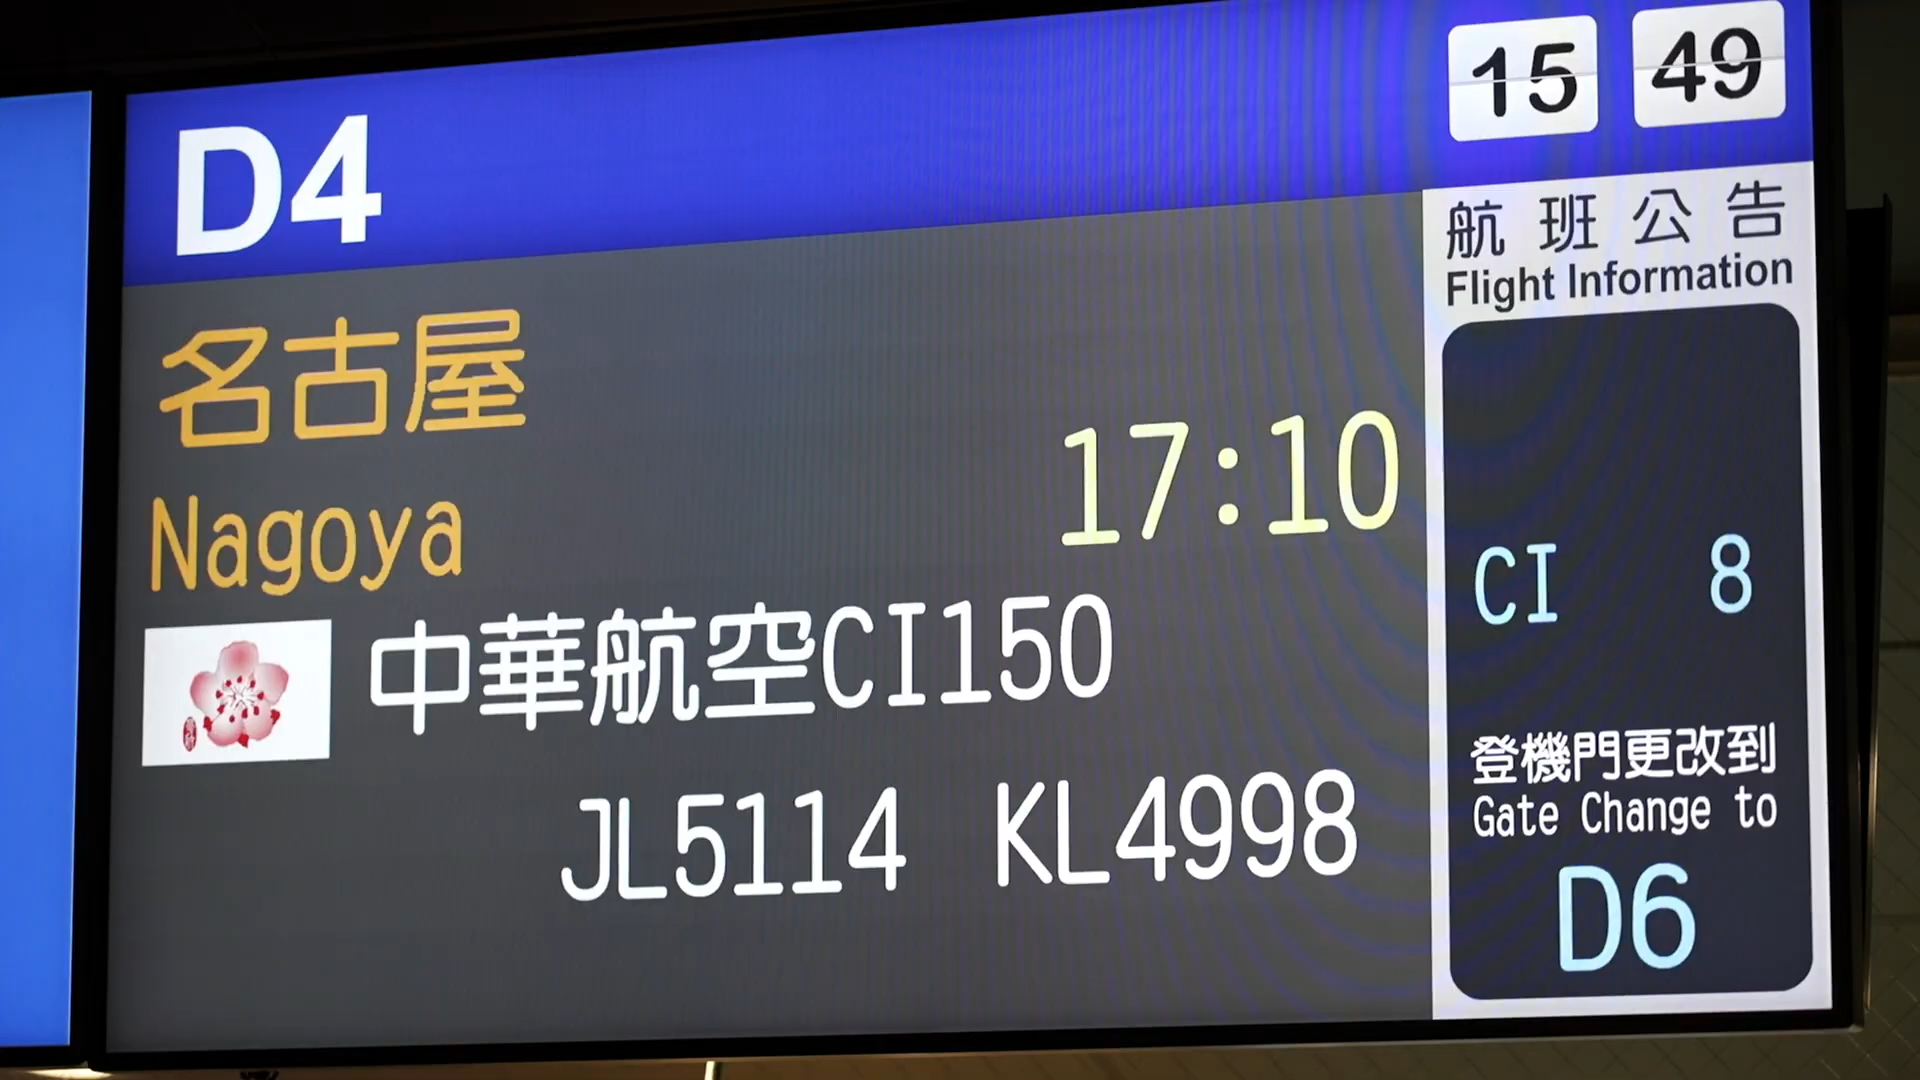 D4
15 49
名古屋
Nagoya
17:10
中華航空CI150
JL5114 KL4998
航班公告
Flight Information
CI 8
登機門更改到
Gate Change to
D6